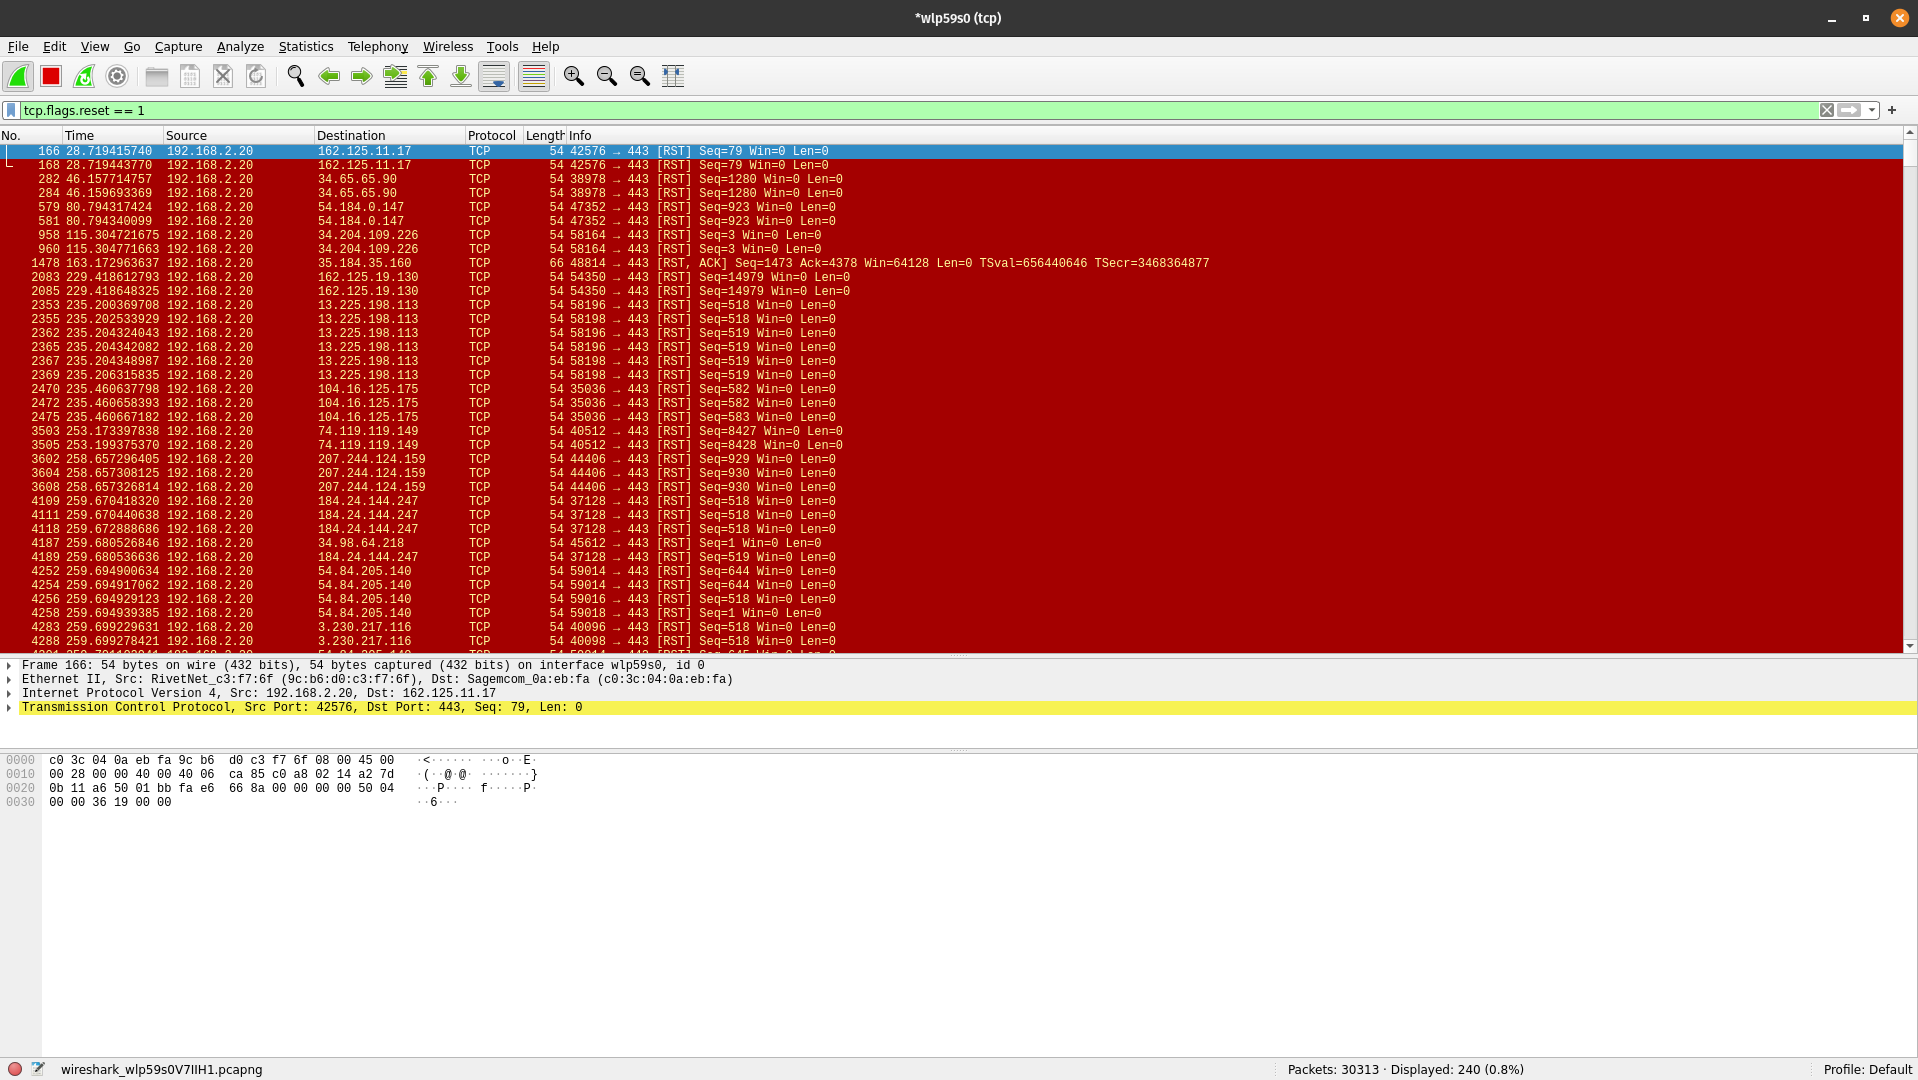 *wlp59s0 (tcp)
File Edit View Go Capture Analyze Statistics Telephony Wireless Tools Help
tcp.flags.reset == 1
No. Time Source Destination Protocol Length Info
166 28.719415740 192.168.2.20 162.125.11.17 TCP 54 42576 → 443 [RST] Seq=79 Win=0 Len=0
168 28.719443770 192.168.2.20 162.125.11.17 TCP 54 42576 → 443 [RST] Seq=79 Win=0 Len=0
282 46.157714757 192.168.2.20 34.65.65.90 TCP 54 38978 → 443 [RST] Seq=1280 Win=0 Len=0
284 46.159693369 192.168.2.20 34.65.65.90 TCP 54 38978 → 443 [RST] Seq=1280 Win=0 Len=0
579 80.794317424 192.168.2.20 54.184.0.147 TCP 54 47352 → 443 [RST] Seq=923 Win=0 Len=0
581 80.794340099 192.168.2.20 54.184.0.147 TCP 54 47352 → 443 [RST] Seq=923 Win=0 Len=0
958 115.304721675 192.168.2.20 34.204.109.226 TCP 54 58164 → 443 [RST] Seq=3 Win=0 Len=0
960 115.304771663 192.168.2.20 34.204.109.226 TCP 54 58164 → 443 [RST] Seq=3 Win=0 Len=0
1478 163.172963637 192.168.2.20 35.184.35.160 TCP 66 48814 → 443 [RST, ACK] Seq=1473 Ack=4378 Win=64128 Len=0 TSval=656440646 TSecr=3468364877
2083 229.418612793 192.168.2.20 162.125.19.130 TCP 54 54350 → 443 [RST] Seq=14979 Win=0 Len=0
2085 229.418648325 192.168.2.20 162.125.19.130 TCP 54 54350 → 443 [RST] Seq=14979 Win=0 Len=0
2353 235.200369708 192.168.2.20 13.225.198.113 TCP 54 58196 → 443 [RST] Seq=518 Win=0 Len=0
2355 235.202533929 192.168.2.20 13.225.198.113 TCP 54 58198 → 443 [RST] Seq=518 Win=0 Len=0
2362 235.204324043 192.168.2.20 13.225.198.113 TCP 54 58196 → 443 [RST] Seq=519 Win=0 Len=0
2365 235.204342082 192.168.2.20 13.225.198.113 TCP 54 58196 → 443 [RST] Seq=519 Win=0 Len=0
2367 235.204348987 192.168.2.20 13.225.198.113 TCP 54 58198 → 443 [RST] Seq=519 Win=0 Len=0
2369 235.206315835 192.168.2.20 13.225.198.113 TCP 54 58198 → 443 [RST] Seq=519 Win=0 Len=0
2470 235.460637798 192.168.2.20 104.16.125.175 TCP 54 35036 → 443 [RST] Seq=582 Win=0 Len=0
2472 235.460658393 192.168.2.20 104.16.125.175 TCP 54 35036 → 443 [RST] Seq=582 Win=0 Len=0
2475 235.460667182 192.168.2.20 104.16.125.175 TCP 54 35036 → 443 [RST] Seq=583 Win=0 Len=0
3503 253.173397838 192.168.2.20 74.119.119.149 TCP 54 40512 → 443 [RST] Seq=8427 Win=0 Len=0
3505 253.199375370 192.168.2.20 74.119.119.149 TCP 54 40512 → 443 [RST] Seq=8428 Win=0 Len=0
3602 258.657296405 192.168.2.20 207.244.124.159 TCP 54 44406 → 443 [RST] Seq=929 Win=0 Len=0
3604 258.657308125 192.168.2.20 207.244.124.159 TCP 54 44406 → 443 [RST] Seq=930 Win=0 Len=0
3608 258.657326814 192.168.2.20 207.244.124.159 TCP 54 44406 → 443 [RST] Seq=930 Win=0 Len=0
4109 259.670418320 192.168.2.20 184.24.144.247 TCP 54 37128 → 443 [RST] Seq=518 Win=0 Len=0
4111 259.670440638 192.168.2.20 184.24.144.247 TCP 54 37128 → 443 [RST] Seq=518 Win=0 Len=0
4118 259.672888686 192.168.2.20 184.24.144.247 TCP 54 37128 → 443 [RST] Seq=518 Win=0 Len=0
4187 259.680526846 192.168.2.20 34.98.64.218 TCP 54 45612 → 443 [RST] Seq=1 Win=0 Len=0
4189 259.680536636 192.168.2.20 184.24.144.247 TCP 54 37128 → 443 [RST] Seq=519 Win=0 Len=0
4252 259.694900634 192.168.2.20 54.84.205.140 TCP 54 59014 → 443 [RST] Seq=644 Win=0 Len=0
4254 259.694917062 192.168.2.20 54.84.205.140 TCP 54 59014 → 443 [RST] Seq=644 Win=0 Len=0
4256 259.694929123 192.168.2.20 54.84.205.140 TCP 54 59016 → 443 [RST] Seq=518 Win=0 Len=0
4258 259.694939385 192.168.2.20 54.84.205.140 TCP 54 59018 → 443 [RST] Seq=1 Win=0 Len=0
4283 259.699229631 192.168.2.20 3.230.217.116 TCP 54 40096 → 443 [RST] Seq=518 Win=0 Len=0
4288 259.699278421 192.168.2.20 3.230.217.116 TCP 54 40098 → 443 [RST] Seq=518 Win=0 Len=0
Frame 166: 54 bytes on wire (432 bits), 54 bytes captured (432 bits) on interface wlp59s0, id 0
Ethernet II, Src: RivetNet_c3:f7:6f (9c:b6:d0:c3:f7:6f), Dst: Sagemcom_0a:eb:fa (c0:3c:04:0a:eb:fa)
Internet Protocol Version 4, Src: 192.168.2.20, Dst: 162.125.11.17
Transmission Control Protocol, Src Port: 42576, Dst Port: 443, Seq: 79, Len: 0
0000 c0 3c 04 0a eb fa 9c b6 d0 c3 f7 6f 08 00 45 00 ·<······ ···o··E·
0010 00 28 00 00 40 00 40 06 ca 85 c0 a8 02 14 a2 7d ·(··@·@· ·······}
0020 0b 11 a6 50 01 bb fa e6 66 8a 00 00 00 00 50 04 ···P···· f·····P·
0030 00 00 36 19 00 00 ··6···
wireshark_wlp59s0V7IIH1.pcapng Packets: 30313 · Displayed: 240 (0.8%) Profile: Default